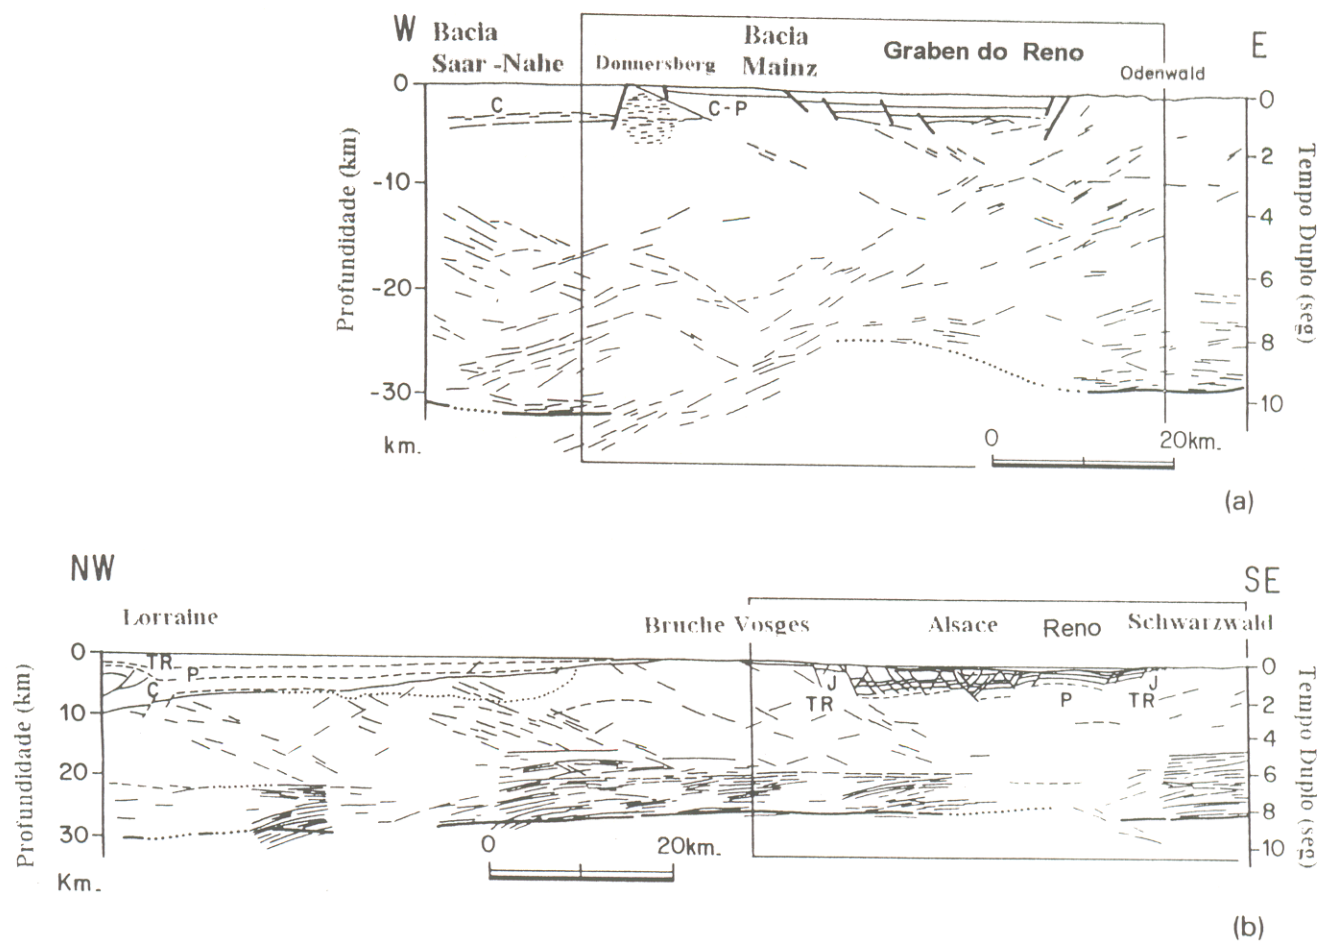 W
E
Bacia
Saar -Nahe
Donnersberg
Bacia
Mainz
Graben do Reno
Odenwald
C
C-P
Profundidade (km)
0
-10
-20
-30
km.
Tempo Duplo (seg)
0
2
4
6
8
10
0 20km.
(a)
NW
SE
Lorraine
Bruche Vosges
Alsace
Reno
Schwarzwald
Profundidade (km)
0
10
20
30
Km.
TR
P
C
J
TR
P
J
TR
Tempo Duplo (seg)
0
2
4
6
8
10
0 20km.
(b)